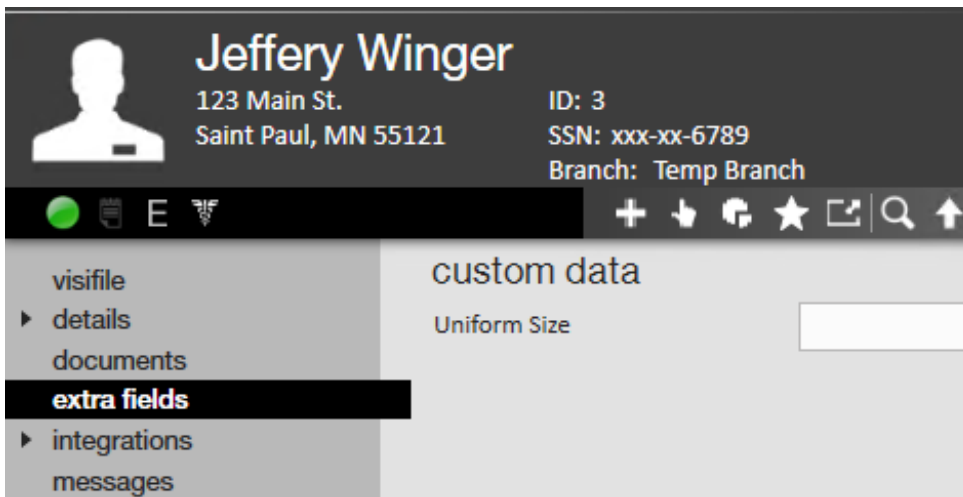 Jeffery Winger
123 Main St.
Saint Paul, MN 55121
ID: 3
SSN: xxx-xx-6789
Branch: Temp Branch
E
visifile
details
documents
extra fields
integrations
messages
custom data
Uniform Size